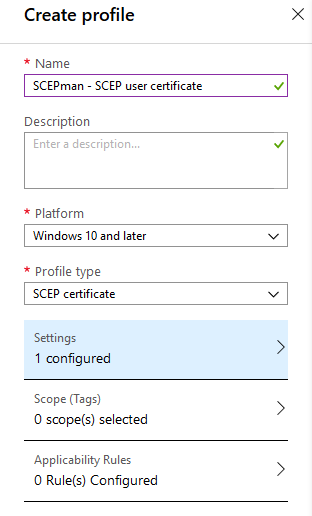 Create profile
* Name
SCEPman - SCEP user certificate
Description
Enter a description...
* Platform
Windows 10 and later
* Profile type
SCEP certificate
Settings
1 configured
Scope (Tags)
0 scope(s) selected
Applicability Rules
0 Rule(s) Configured